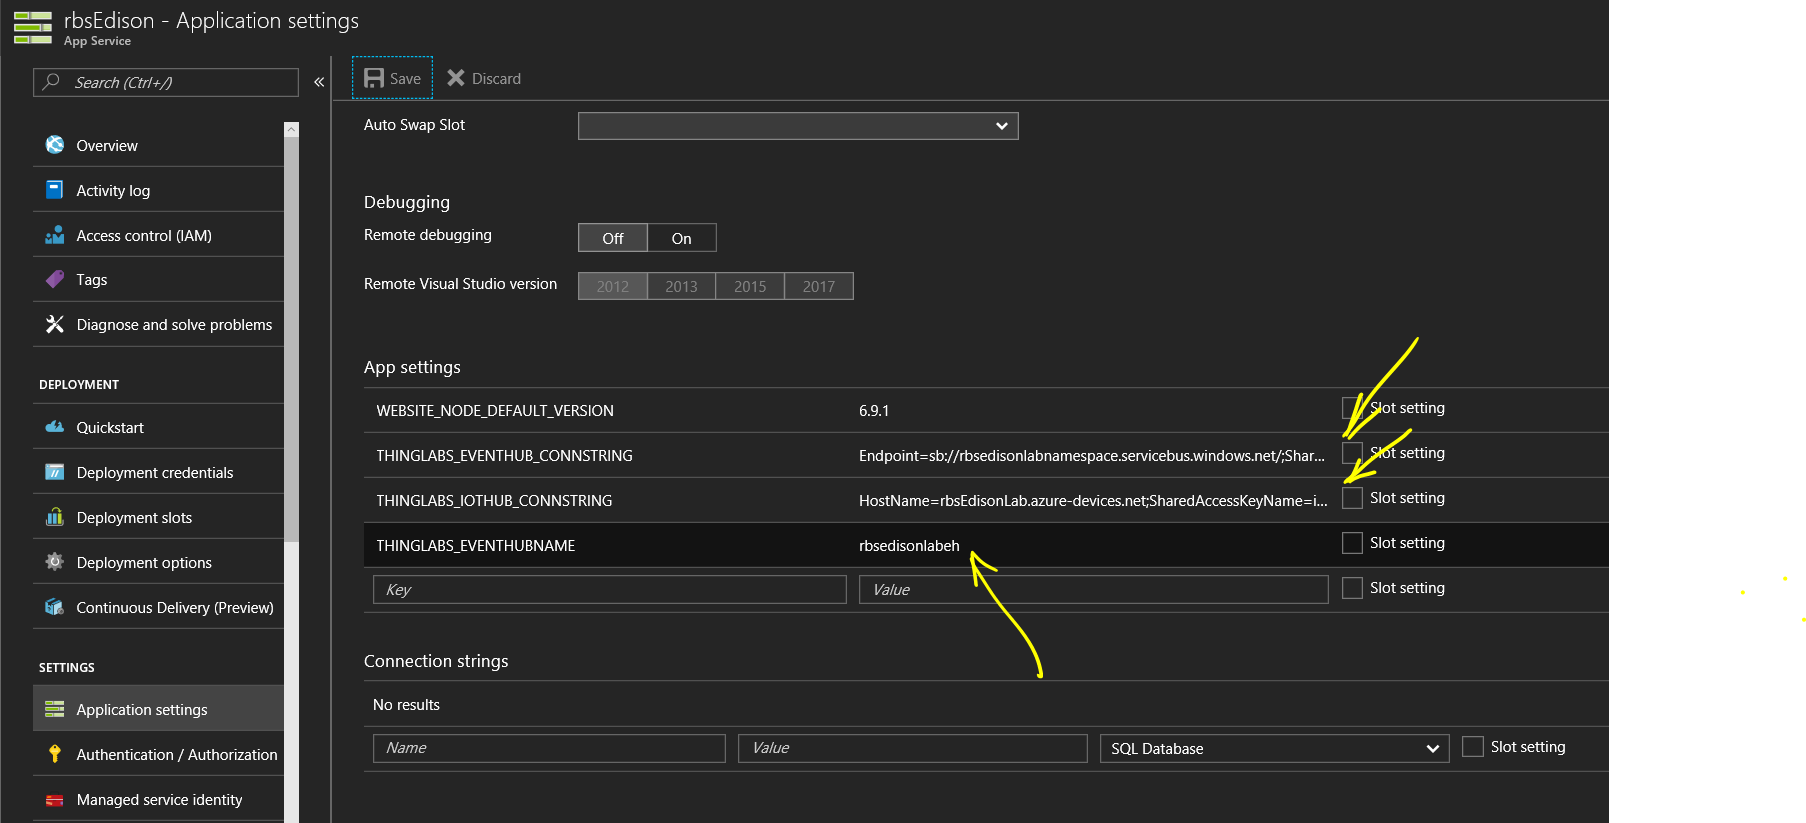 rbsEdison - Application settings
App Service
Search (Ctrl+/)
«
Save
Discard
Overview
Activity log
Access control (IAM)
Tags
Diagnose and solve problems
DEPLOYMENT
Quickstart
Deployment credentials
Deployment slots
Deployment options
Continuous Delivery (Preview)
SETTINGS
Application settings
Authentication / Authorization
Managed service identity
Auto Swap Slot
Debugging
Remote debugging Off On
Remote Visual Studio version 2012 2013 2015 2017
App settings
WEBSITE_NODE_DEFAULT_VERSION 6.9.1 Slot setting
THINGLABS_EVENTHUB_CONNSTRING Endpoint=sb://rbsedisonlabnamespace.servicebus.windows.net/;Shar... Slot setting
THINGLABS_IOTHUB_CONNSTRING HostName=rbsEdisonLab.azure-devices.net;SharedAccessKeyName=i... Slot setting
THINGLABS_EVENTHUBNAME rbsedisonlabeh Slot setting
Key Value Slot setting
Connection strings
No results
Name Value SQL Database Slot setting